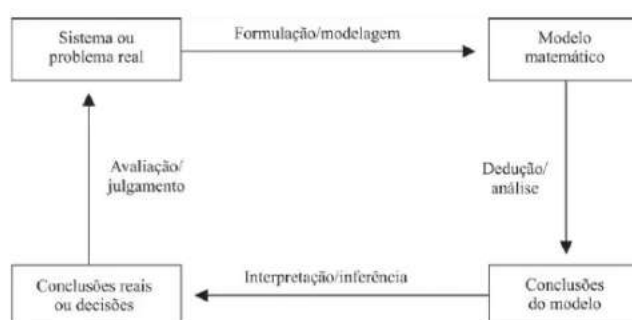 Sistema ou
problema real
Formulação/modelagem
Modelo
matemático
Avaliação/
julgamento
Dedução/
análise
Conclusões reais
ou decisões
Interpretação/inferência
Conclusões
do modelo